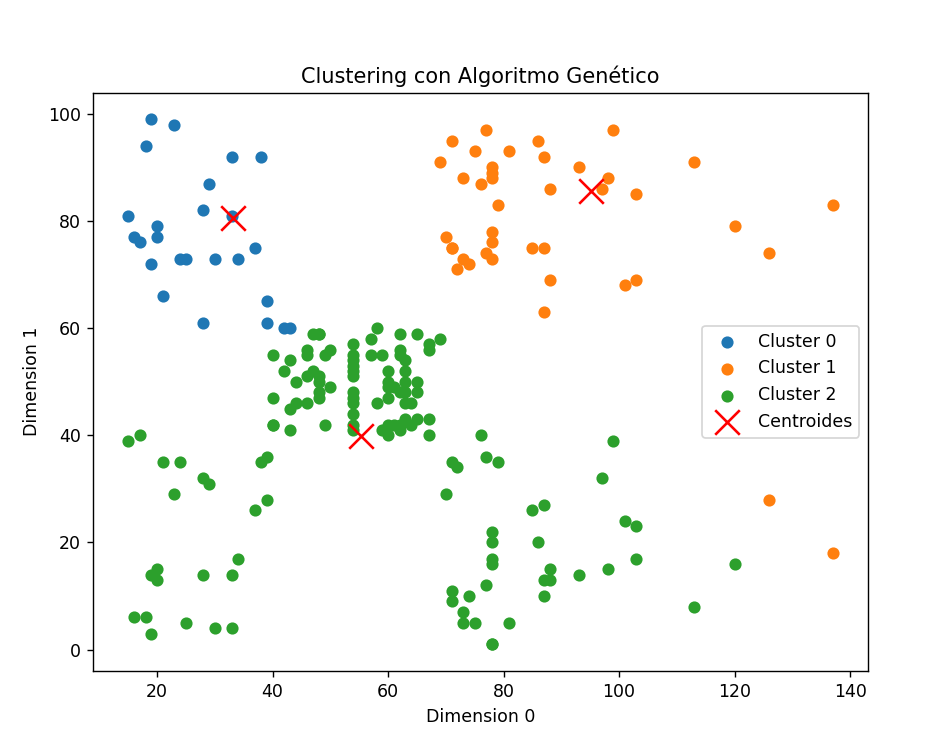 Clustering con Algoritmo Genético
100
80
60
40
20
0
Dimension 1
Cluster 0
Cluster 1
Cluster 2
Centroides
20 40 60 80 100 120 140
Dimension 0